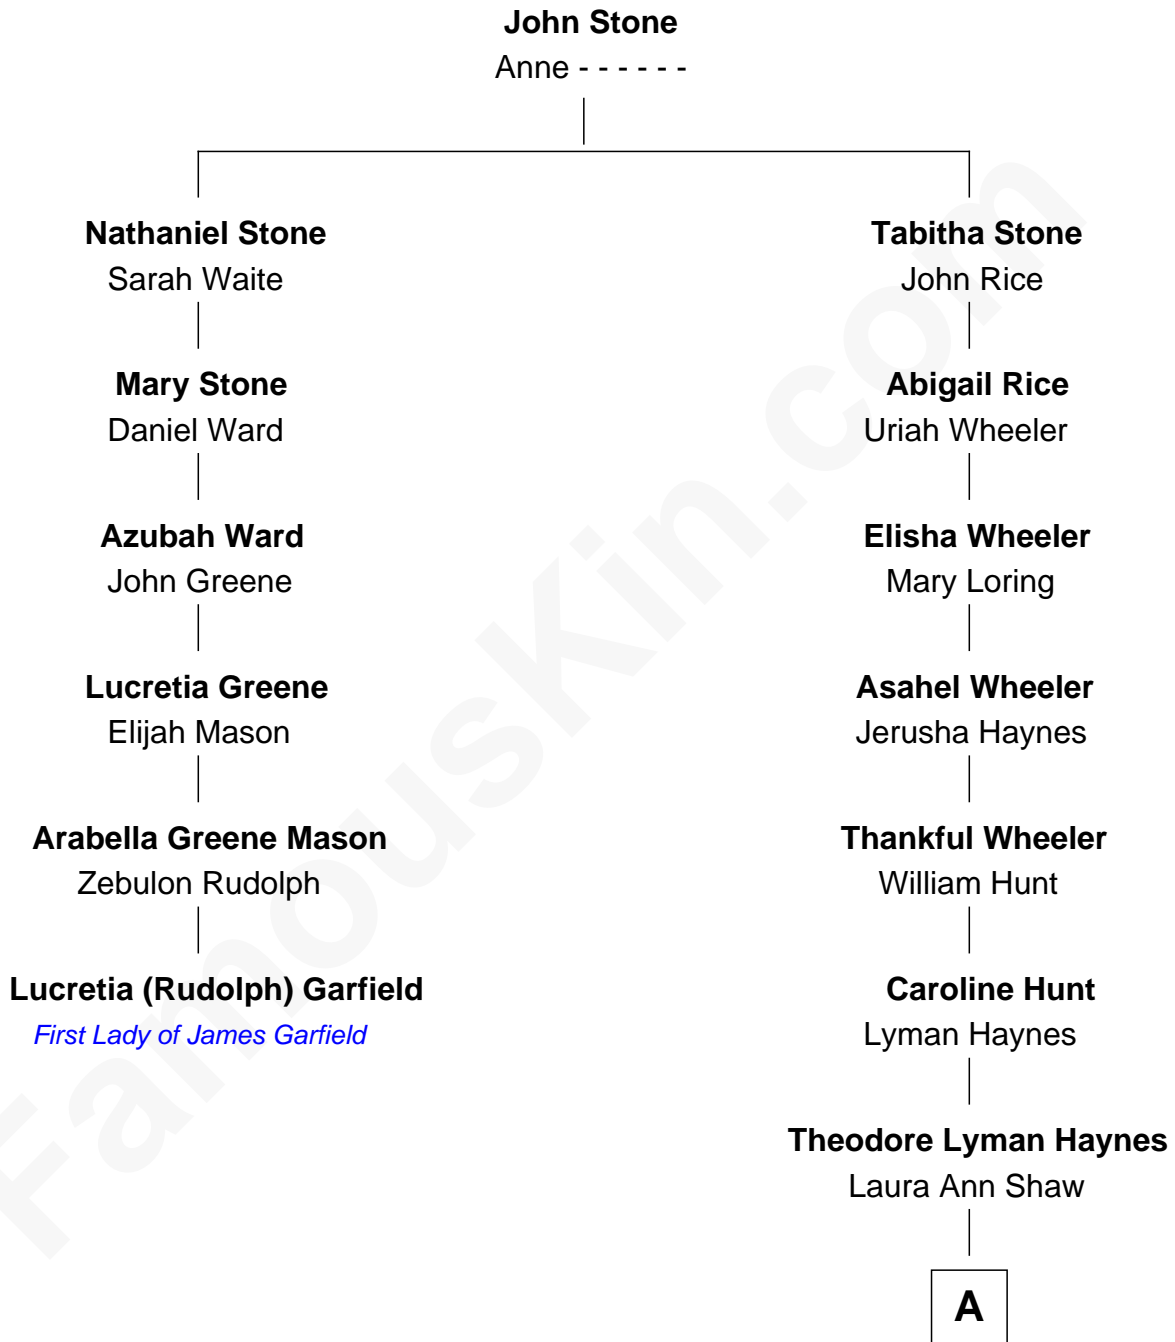 John Stone
Anne - - - - - -
Nathaniel Stone
Sarah Waite
Tabitha Stone
John Rice
Mary Stone
Daniel Ward
Abigail Rice
Uriah Wheeler
Azubah Ward
John Greene
Elisha Wheeler
Mary Loring
Lucretia Greene
Elijah Mason
Asahel Wheeler
Jerusha Haynes
Arabella Greene Mason
Zebulon Rudolph
Thankful Wheeler
William Hunt
Lucretia (Rudolph) Garfield
First Lady of James Garfield
Caroline Hunt
Lyman Haynes
Theodore Lyman Haynes
Laura Ann Shaw
A
FamousKin.com